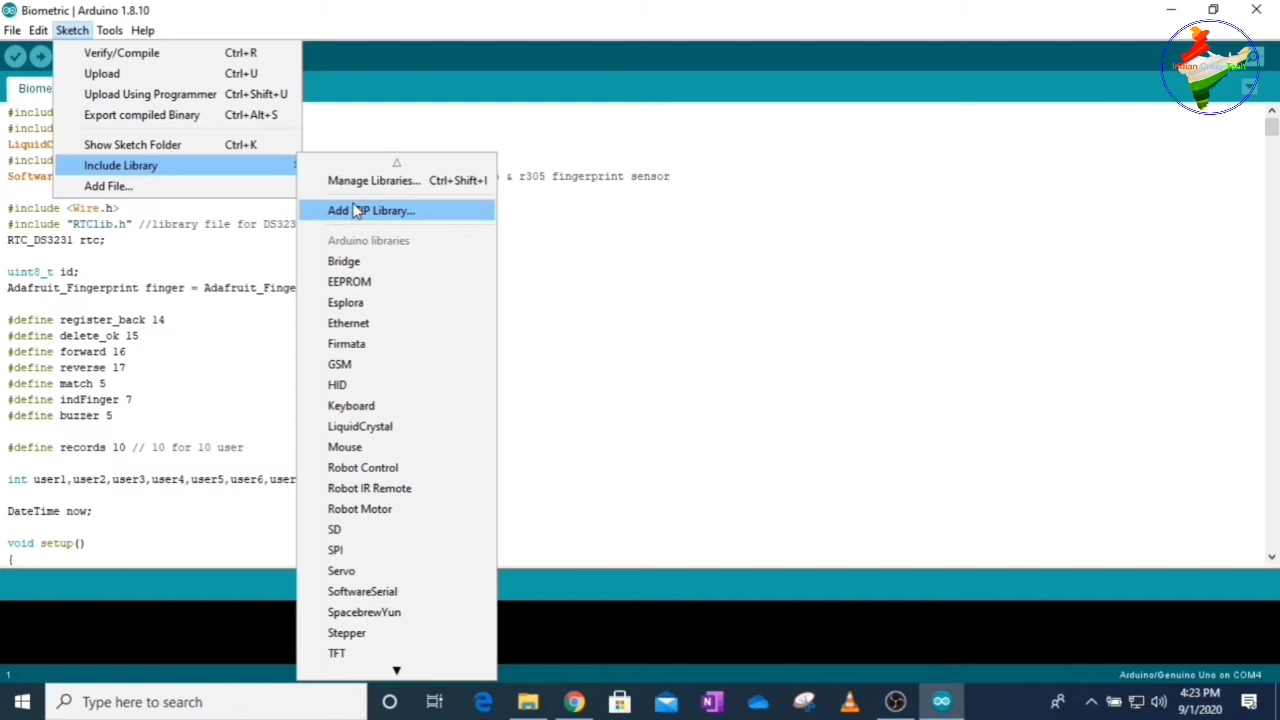 Biometric | Arduino 1.8.10
File Edit Sketch Tools Help
Verify/Compile Ctrl+R
Upload Ctrl+U
Upload Using Programmer Ctrl+Shift+U
Export compiled Binary Ctrl+Alt+S
Show Sketch Folder Ctrl+K
Include Library
Add File...
Manage Libraries... Ctrl+Shift+I
Add Library...
Arduino libraries
Bridge
EEPROM
Esplora
Ethernet
Firmata
GSM
HID
Keyboard
LiquidCrystal
Mouse
Robot Control
Robot IR Remote
Robot Motor
SD
SPI
Servo
SoftwareSerial
SpacebrewYun
Stepper
TFT
Indian Crazy Tech
& r305 fingerprint sensor
#include <Wire.h>
#include "RTClib.h" //library file for DS323
RTC_DS3231 rtc;
uint8_t id;
Adafruit_Fingerprint finger = Adafruit_Finge
#define register_back 14
#define delete_ok 15
#define forward 16
#define reverse 17
#define match 5
#define indFinger 7
#define buzzer 5
#define records 10 // 10 for 10 user
int user1,user2,user3,user4,user5,user6,user
DateTime now;
void setup()
{
1
Arduino/Genuino Uno on COM4
Type here to search
4:23 PM
9/1/2020